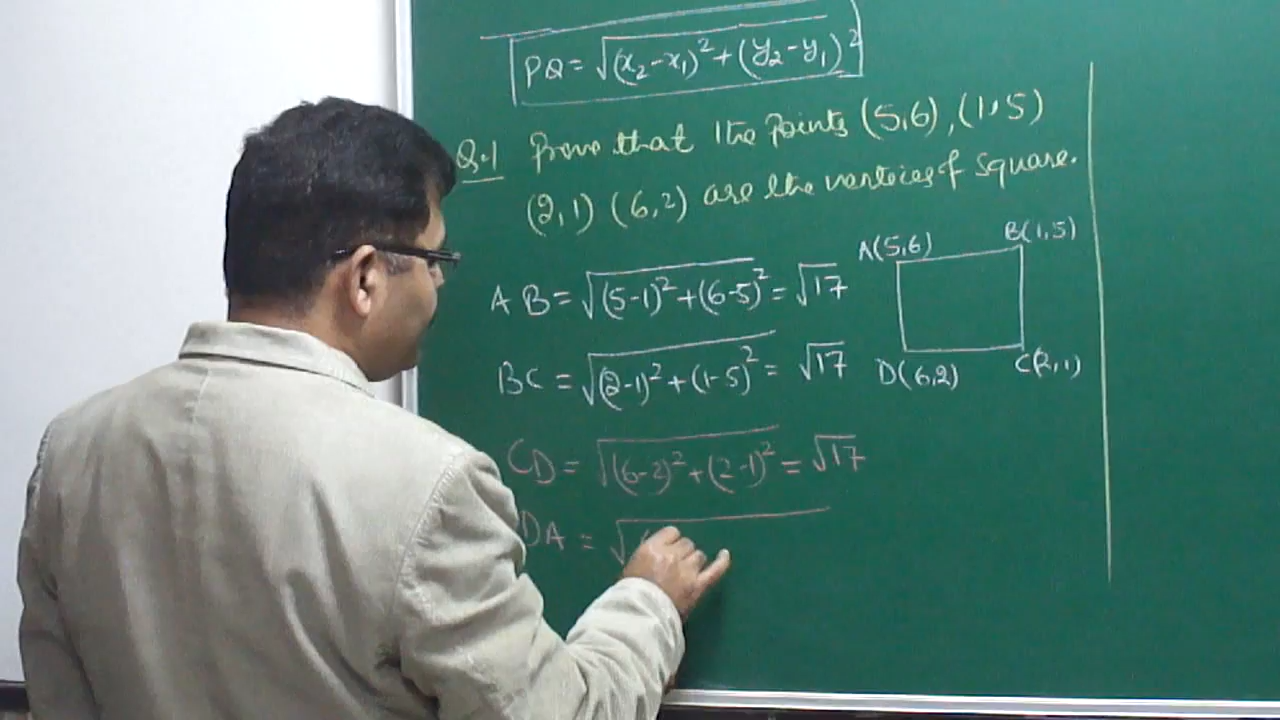 PQ = √(x₂-x₁)²+(y₂-y₁)²
Q.1 Prove that the Points (5,6), (1,5)
(2,1) (6,2) are the vertices of square.
A(5,6) B(1,5)
AB = √(5-1)²+(6-5)² = √17
BC = √(2-1)²+(1-5)² = √17
D(6,2) C(2,1)
CD = √(6-2)²+(2-1)² = √17
DA = √(